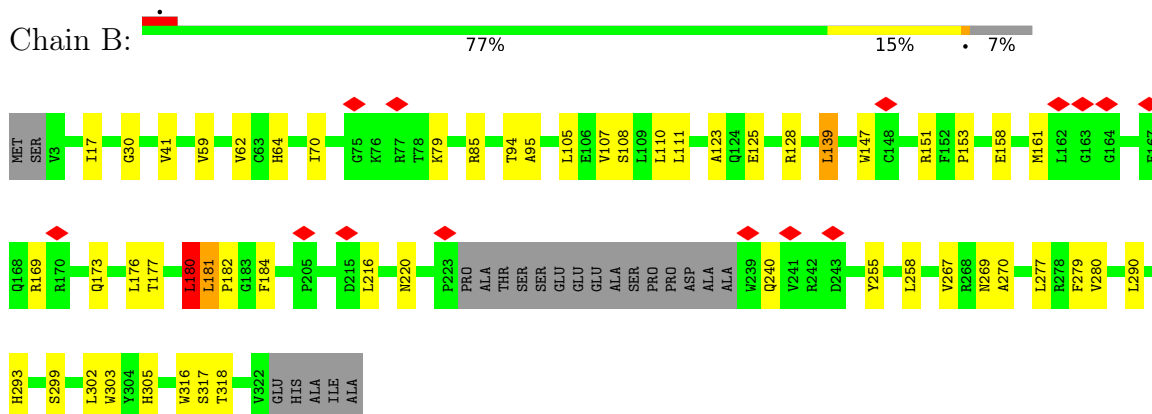 Chain B:
77% 15% • 7%
MET SER V3 I17 G30 V41 V59 V62 C63 H64 I70 G75 K76 R77 T78 K79 R85 T94 A95 L105 E106 V107 S108 L109 L110 L111 A123 Q124 E125 R128 L139 W147 C148 R151 F152 P153 E158 M161 L162 G163 G164
Q168 R169 R170 Q173 L176 T177 L180 L181 P182 G183 F184 P205 D215 L216 N220 P223 PRO ALA THR SER SER GLU GLU GLU ALA SER PRO PRO ASP ALA ALA W239 Q240 V241 R242 D243 Y255 L258 V267 R268 N269 A270 L277 R278 F279 V280 L290
H293 S299 L302 W303 Y304 H305 W316 S317 T318 V322 GLU HIS ALA ILE ALA